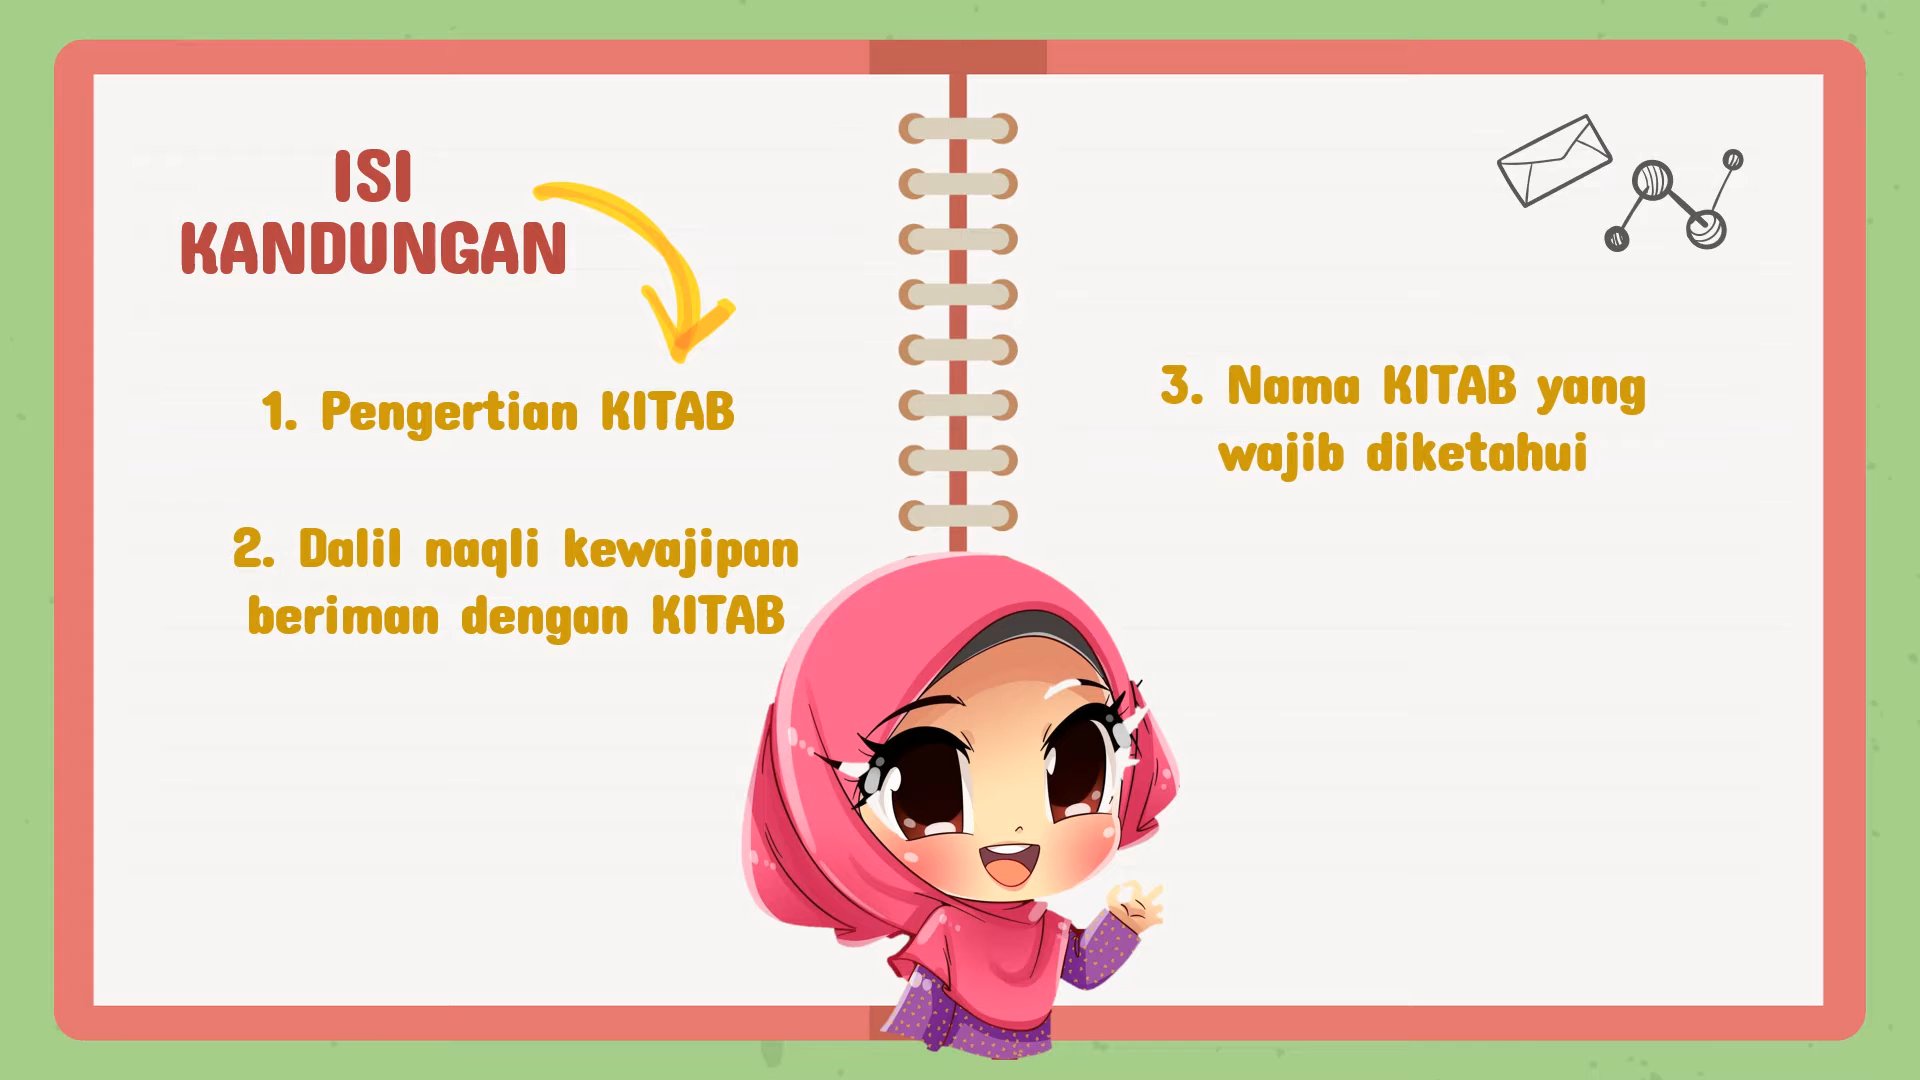 ISI
KANDUNGAN
1. Pengertian KITAB
2. Dalil naqli kewajipan
beriman dengan KITAB
3. Nama KITAB yang
wajib diketahui